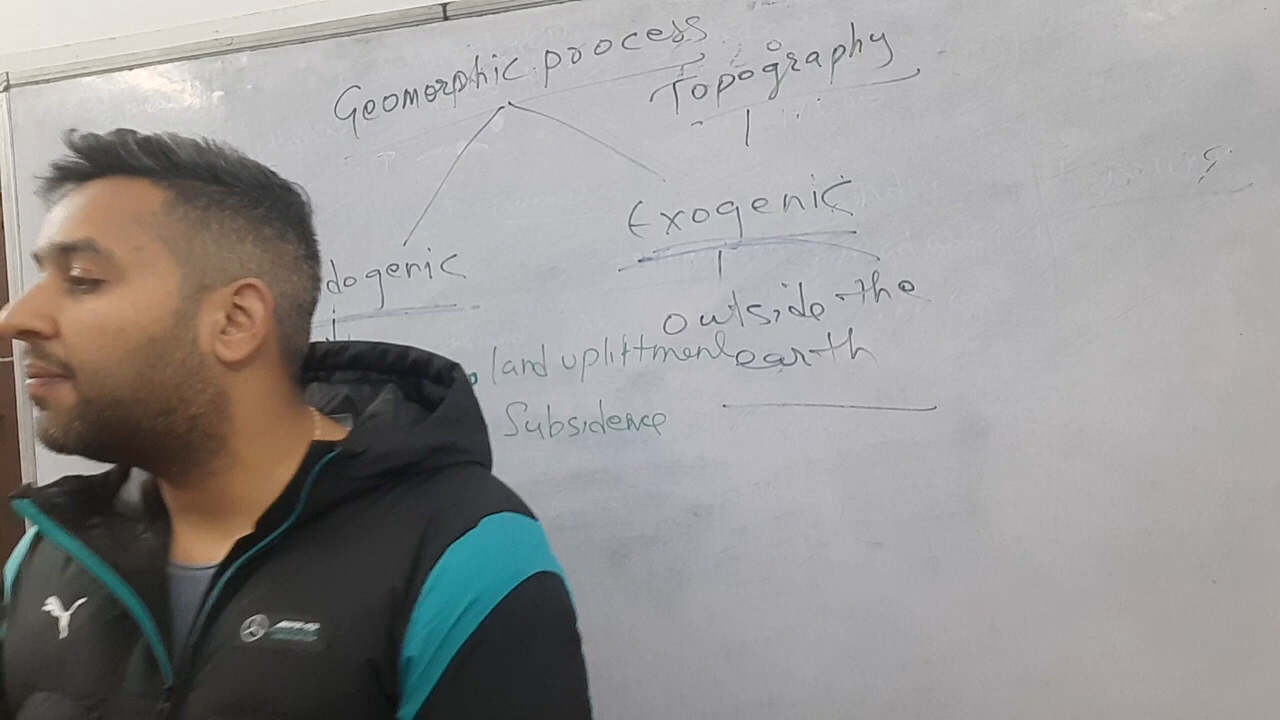 Geomorphic process
Topography
Exogenic
dogenic
outside the
earth
land upliftment
Subsidence